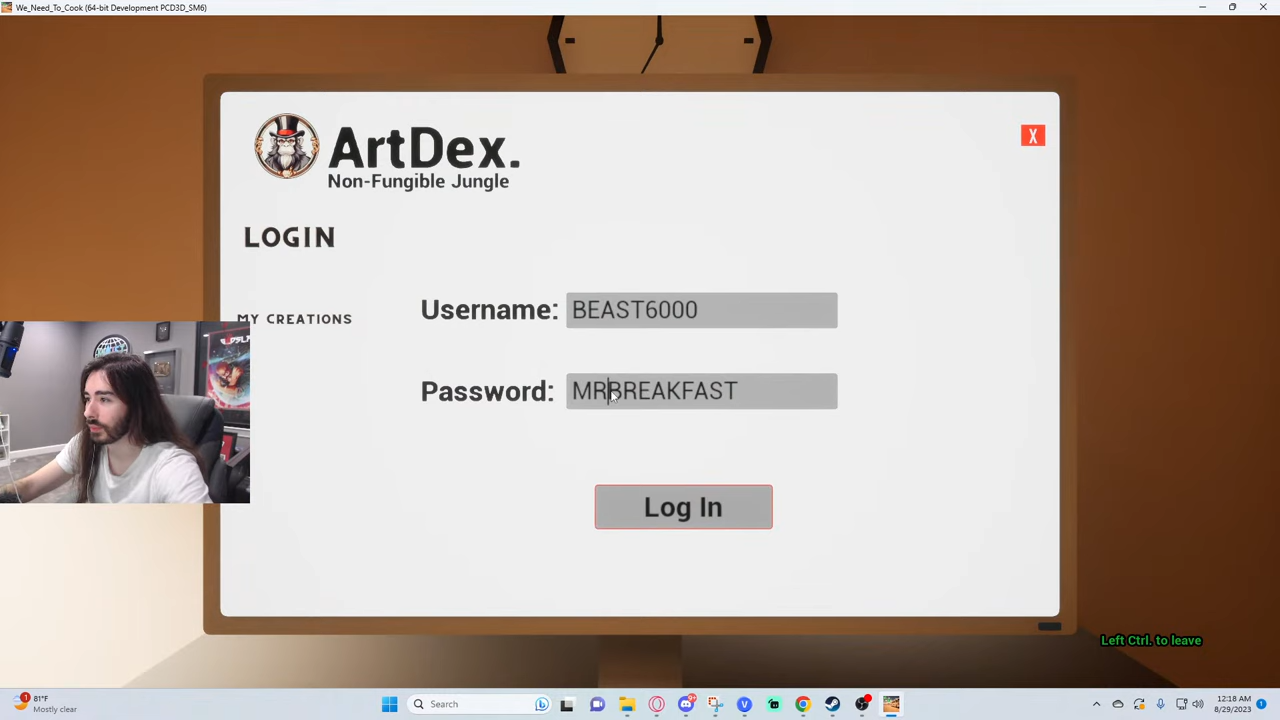 We_Need_To_Cook (64-bit Development PCD3D_SM6)
ArtDex.
Non-Fungible Jungle
X
LOGIN
Username: BEAST6000
MY CREATIONS
Password: MRBREAKFAST
Log In
Left Ctrl. to leave
81°F
Mostly clear
Search
12:18 AM
8/29/2023